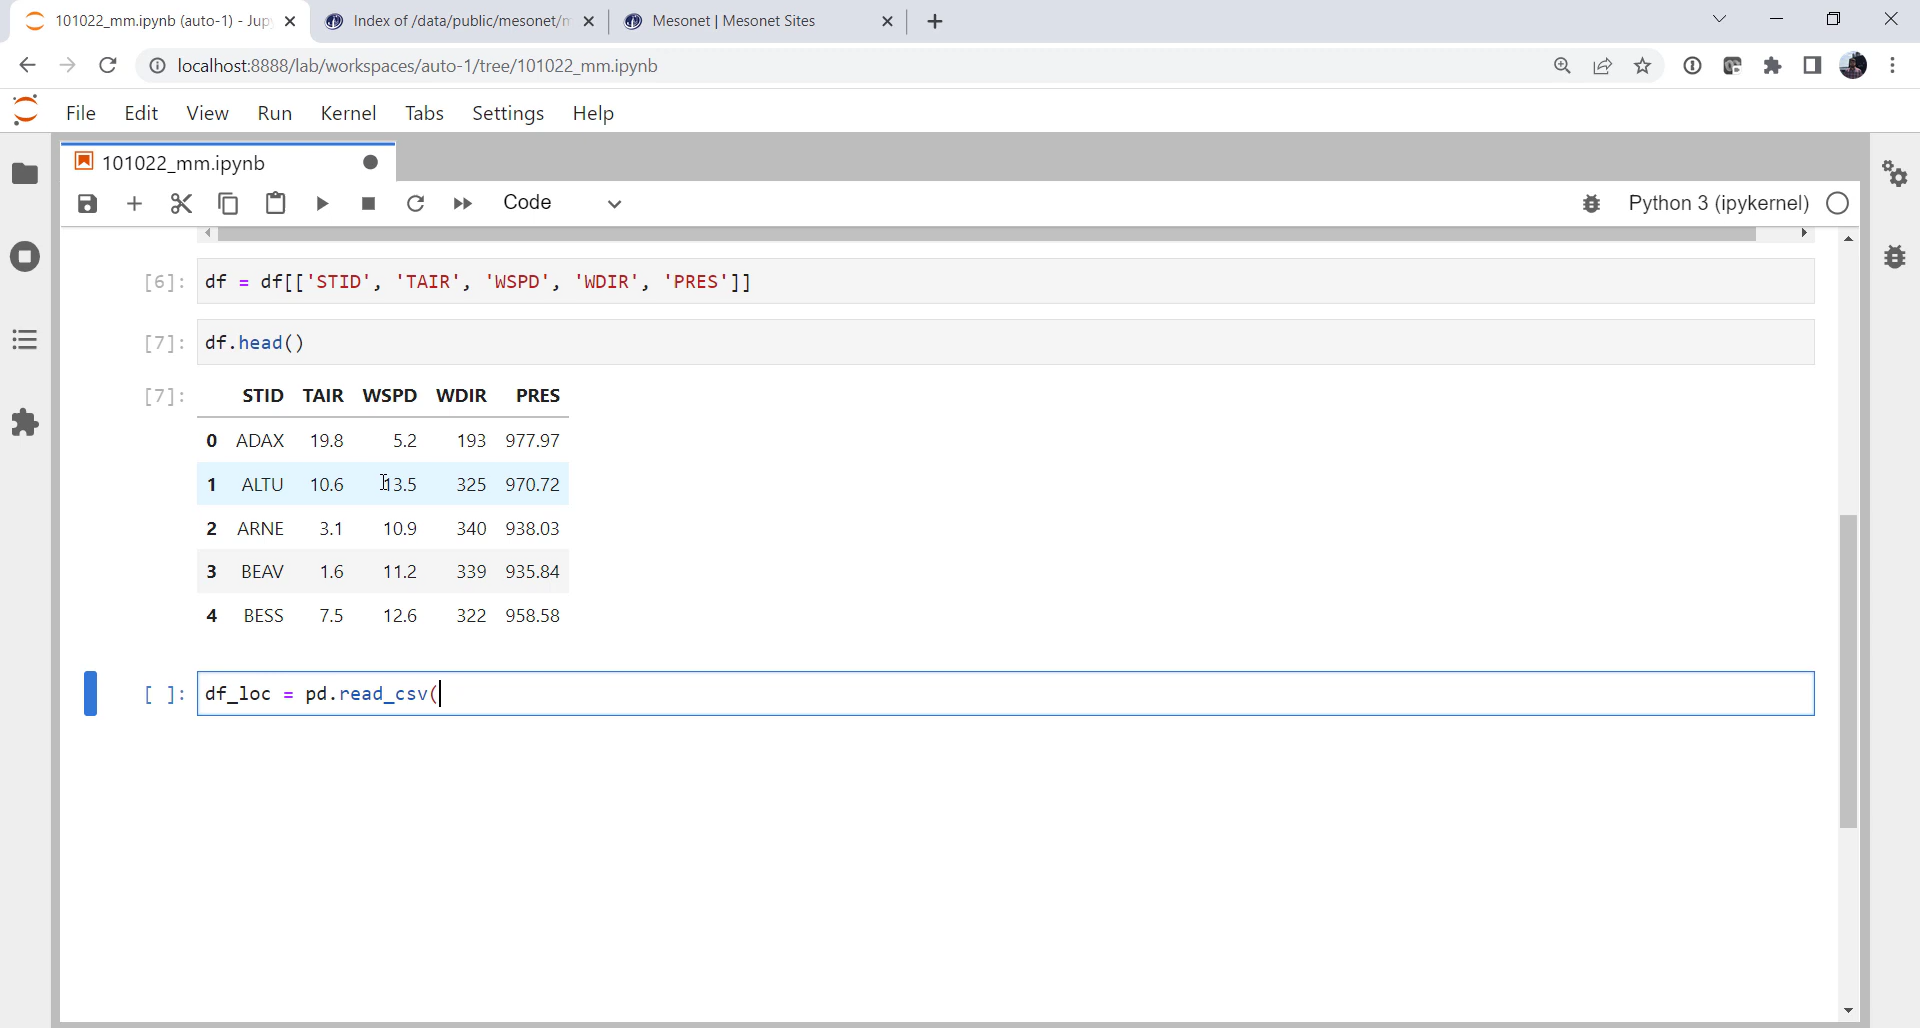 101022_mm.ipynb (auto-1) - Jup
Index of /data/public/mesonet/m
Mesonet | Mesonet Sites
localhost:8888/lab/workspaces/auto-1/tree/101022_mm.ipynb
File Edit View Run Kernel Tabs Settings Help
101022_mm.ipynb
Code
Python 3 (ipykernel)
[6]: df = df[['STID', 'TAIR', 'WSPD', 'WDIR', 'PRES']]
[7]: df.head()
[7]: STID TAIR WSPD WDIR PRES
0 ADAX 19.8 5.2 193 977.97
1 ALTU 10.6 13.5 325 970.72
2 ARNE 3.1 10.9 340 938.03
3 BEAV 1.6 11.2 339 935.84
4 BESS 7.5 12.6 322 958.58
[ ]: df_loc = pd.read_csv(